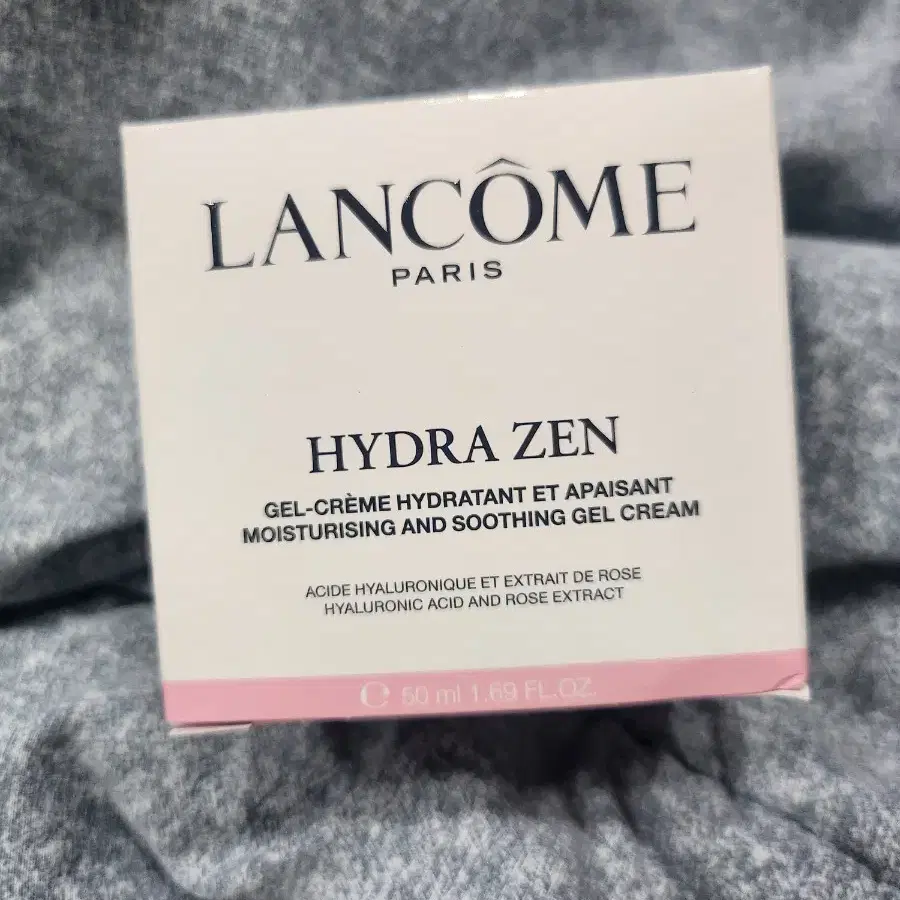 LANCÔME
PARIS
HYDRA ZEN
GEL-CRÈME HYDRATANT ET APAISANT
MOISTURISING AND SOOTHING GEL CREAM
ACIDE HYALURONIQUE ET EXTRAIT DE ROSE
HYALURONIC ACID AND ROSE EXTRACT
℮ 50 ml 1.69 FL.OZ.